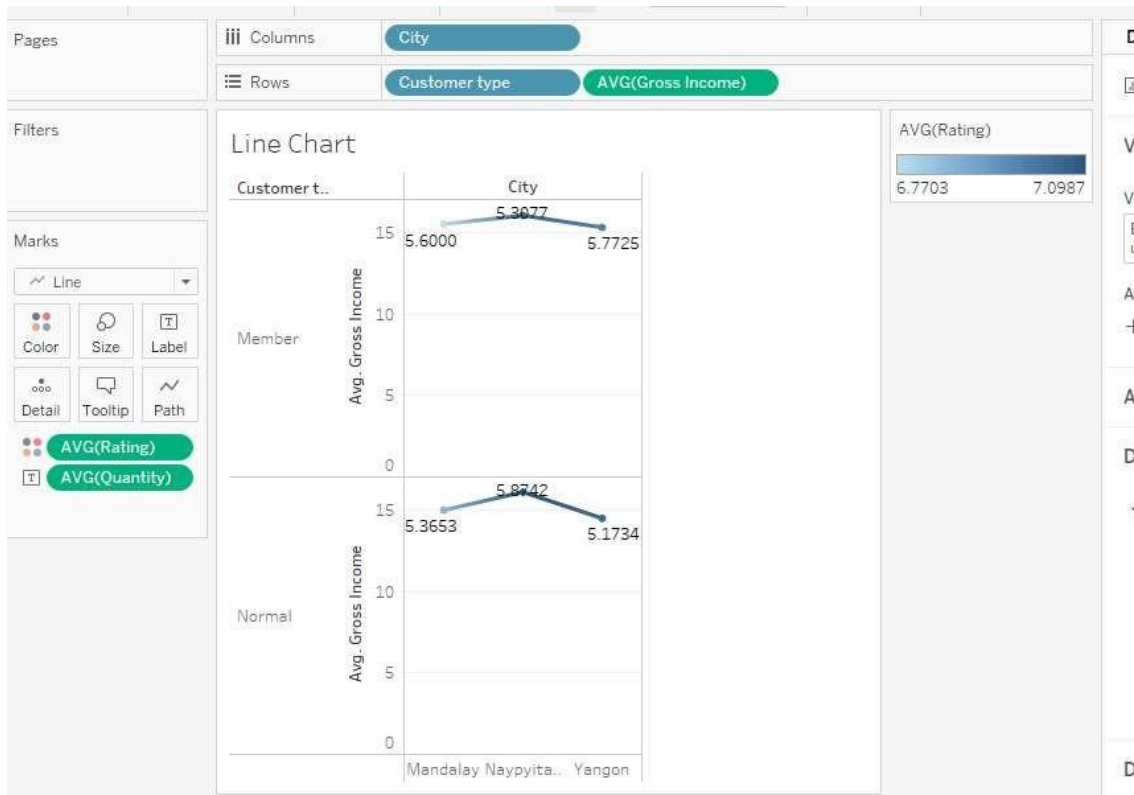 Pages
Filters
Marks
Line
Color Size Label
Detail Tooltip Path
AVG(Rating)
AVG(Quantity)
Columns City
Rows Customer type AVG(Gross Income)
Line Chart
Customer t.. City
Member
Avg. Gross Income
15
10
5
0
5.6000 5.3077 5.7725
Normal
Avg. Gross Income
15
10
5
0
5.3653 5.8742 5.1734
Mandalay Naypyita.. Yangon
AVG(Rating)
6.7703 7.0987